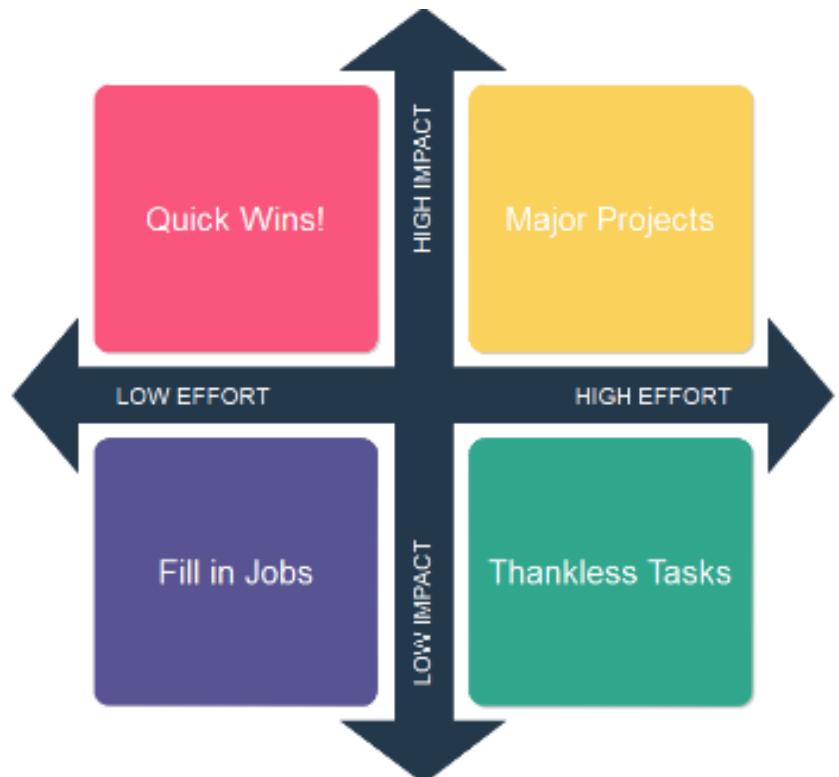 HIGH IMPACT
Quick Wins!
Major Projects
LOW EFFORT
HIGH EFFORT
Fill in Jobs
Thankless Tasks
LOW IMPACT